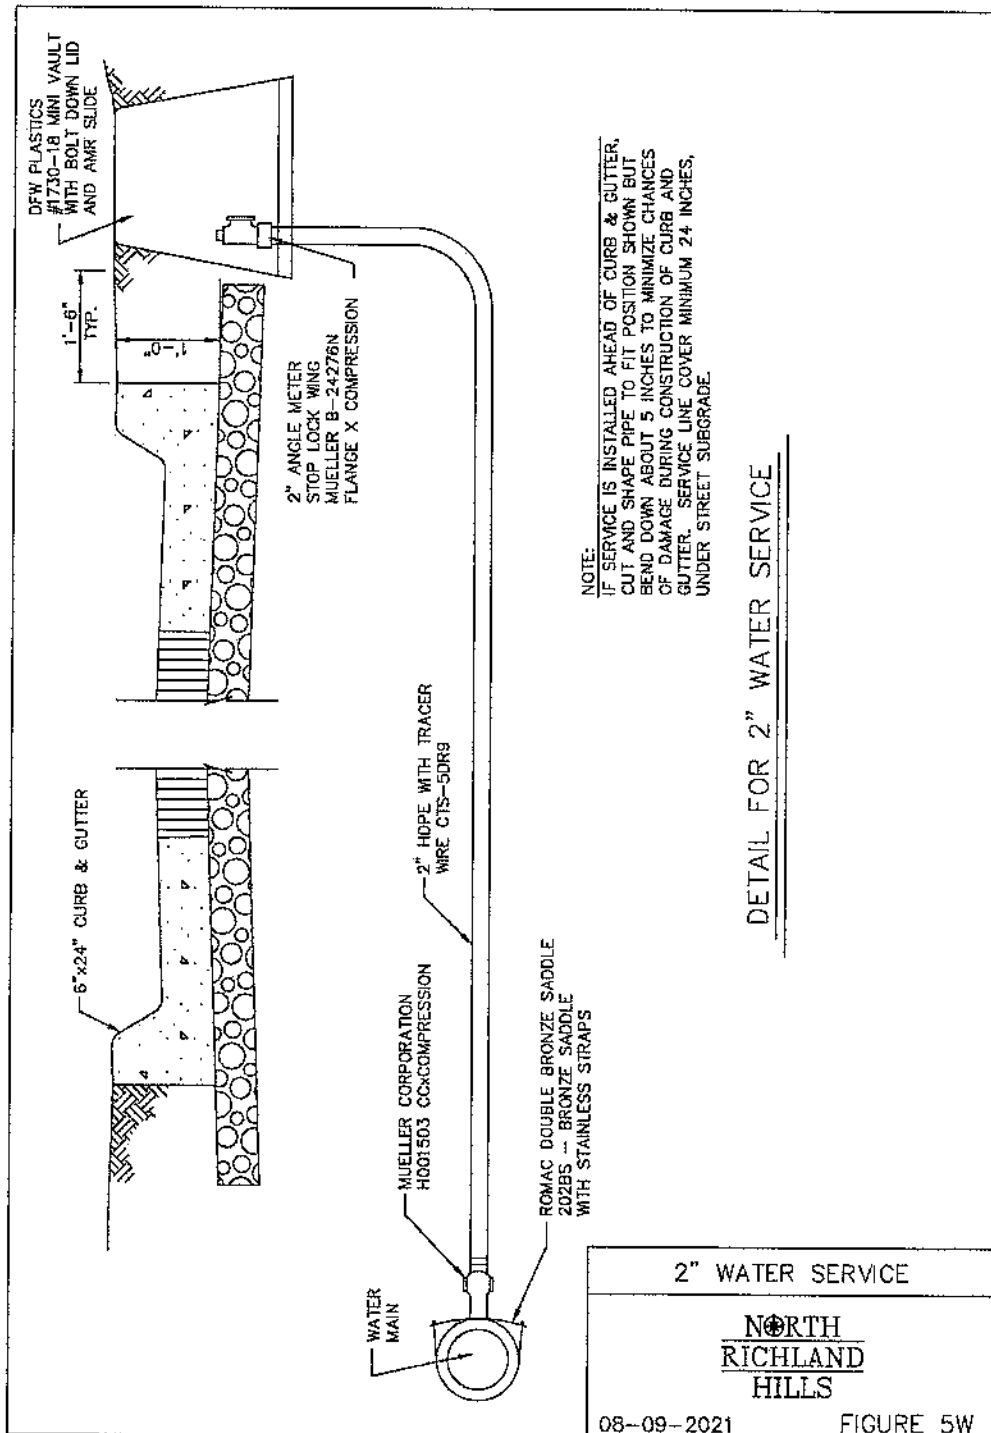 DFW PLASTICS
#1730-18 MINI VAULT
WITH BOLT DOWN LID
AND AMR SLIDE
1'-6"
TYP.
1'-0"
2" ANGLE METER
STOP LOCK WING
MUELLER B-24276N
FLANGE X COMPRESSION
6"x24" CURB & GUTTER
2" HDPE WITH TRACER
WIRE CTS-5DR9
MUELLER CORPORATION
H001503 CCxCOMPRESSION
ROMAC DOUBLE BRONZE SADDLE
202BS -- BRONZE SADDLE
WITH STAINLESS STRAPS
WATER
MAIN
NOTE:
IF SERVICE IS INSTALLED AHEAD OF CURB & GUTTER,
CUT AND SHAPE PIPE TO FIT POSITION SHOWN BUT
BEND DOWN ABOUT 5 INCHES TO MINIMIZE CHANCES
OF DAMAGE DURING CONSTRUCTION OF CURB AND
GUTTER. SERVICE LINE COVER MINIMUM 24 INCHES,
UNDER STREET SUBGRADE.
DETAIL FOR 2" WATER SERVICE
2" WATER SERVICE
NORTH
RICHLAND
HILLS
08-09-2021
FIGURE 5W